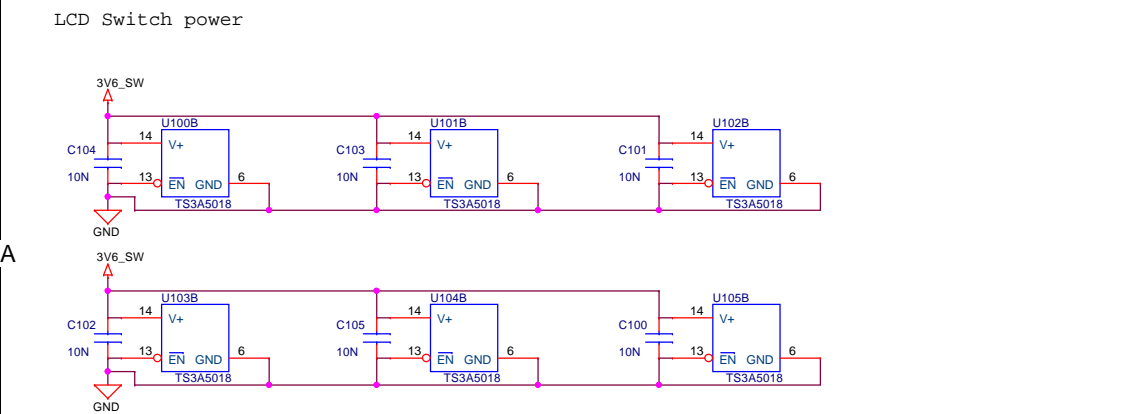 LCD Switch power
3V6_SW
U100B U101B U102B
14 V+ 14 V+ 14 V+
C104 C103 C101
10N 13 EN GND 6 10N 13 EN GND 6 10N 13 EN GND 6
TS3A5018 TS3A5018 TS3A5018
GND
A
3V6_SW
U103B U104B U105B
14 V+ 14 V+ 14 V+
C102 C105 C100
10N 13 EN GND 6 10N 13 EN GND 6 10N 13 EN GND 6
TS3A5018 TS3A5018 TS3A5018
GND